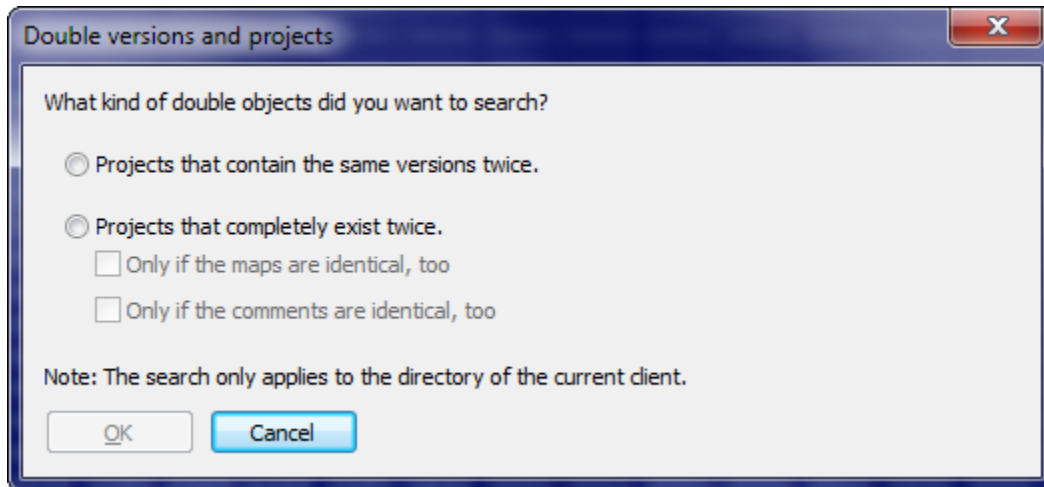 Double versions and projects
What kind of double objects did you want to search?
Projects that contain the same versions twice.
Projects that completely exist twice.
Only if the maps are identical, too
Only if the comments are identical, too
Note: The search only applies to the directory of the current client.
OK Cancel